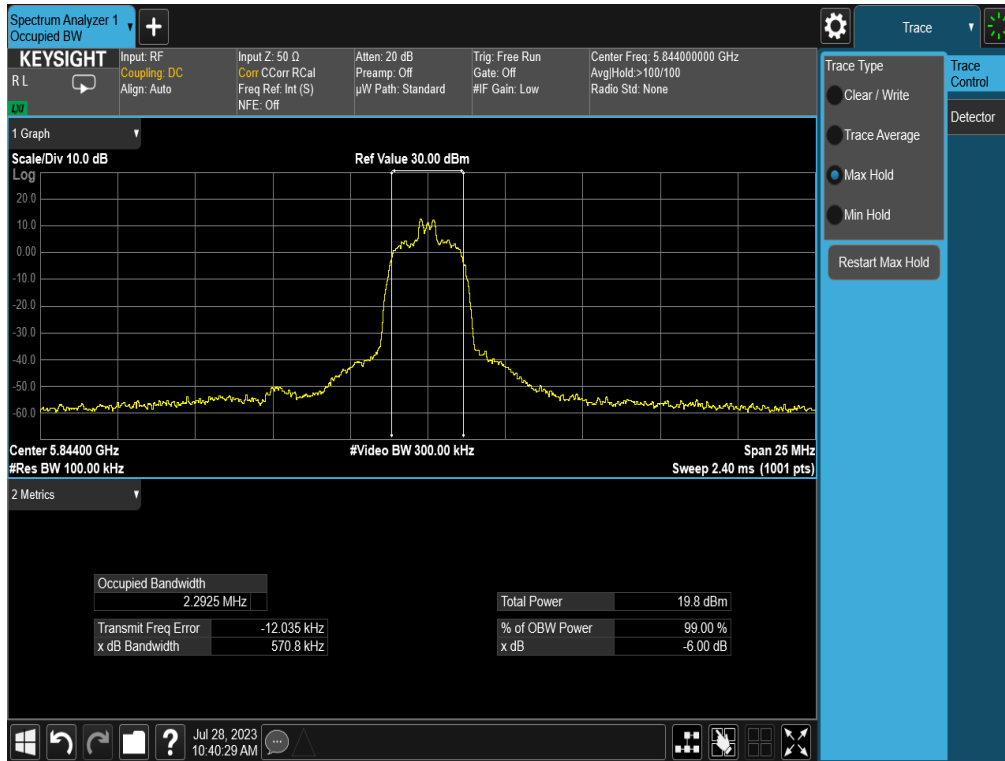 Spectrum Analyzer 1
Occupied BW
KEYSIGHT
R L
LXI
Input: RF
Coupling: DC
Align: Auto
Input Z: 50 Ω
Corr CCorr RCal
Freq Ref: Int (S)
NFE: Off
Atten: 20 dB
Preamp: Off
µW Path: Standard
Trig: Free Run
Gate: Off
#IF Gain: Low
Center Freq: 5.844000000 GHz
Avg|Hold:>100/100
Radio Std: None
Trace
Trace Type
Clear / Write
Trace Average
Max Hold
Min Hold
Restart Max Hold
Trace
Control
Detector
1 Graph
Scale/Div 10.0 dB
Ref Value 30.00 dBm
Log
20.0
10.0
0.00
-10.0
-20.0
-30.0
-40.0
-50.0
-60.0
Center 5.84400 GHz
#Video BW 300.00 kHz
Span 25 MHz
#Res BW 100.00 kHz
Sweep 2.40 ms (1001 pts)
2 Metrics
Occupied Bandwidth
2.2925 MHz
Transmit Freq Error -12.035 kHz
x dB Bandwidth 570.8 kHz
Total Power 19.8 dBm
% of OBW Power 99.00 %
x dB -6.00 dB
?
Jul 28, 2023
10:40:29 AM